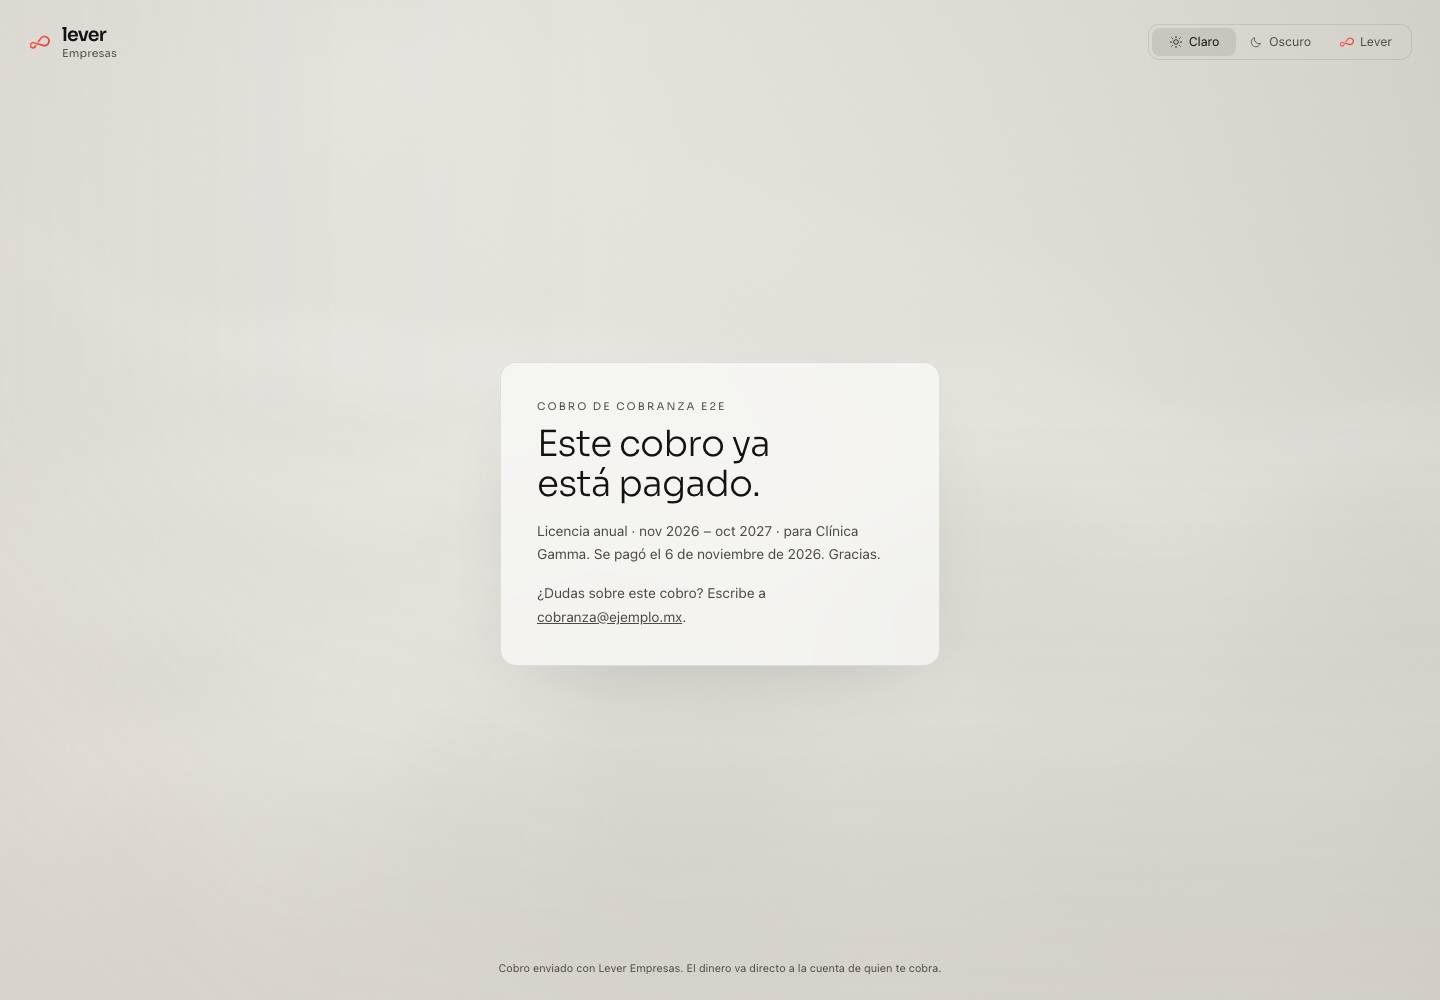 lever
Empresas
Claro
Oscuro
Lever
COBRO DE COBRANZA E2E
Este cobro ya
está pagado.
Licencia anual · nov 2026 – oct 2027 · para Clínica
Gamma. Se pagó el 6 de noviembre de 2026. Gracias.
¿Dudas sobre este cobro? Escribe a
cobranza@ejemplo.mx.
Cobro enviado con Lever Empresas. El dinero va directo a la cuenta de quien te cobra.